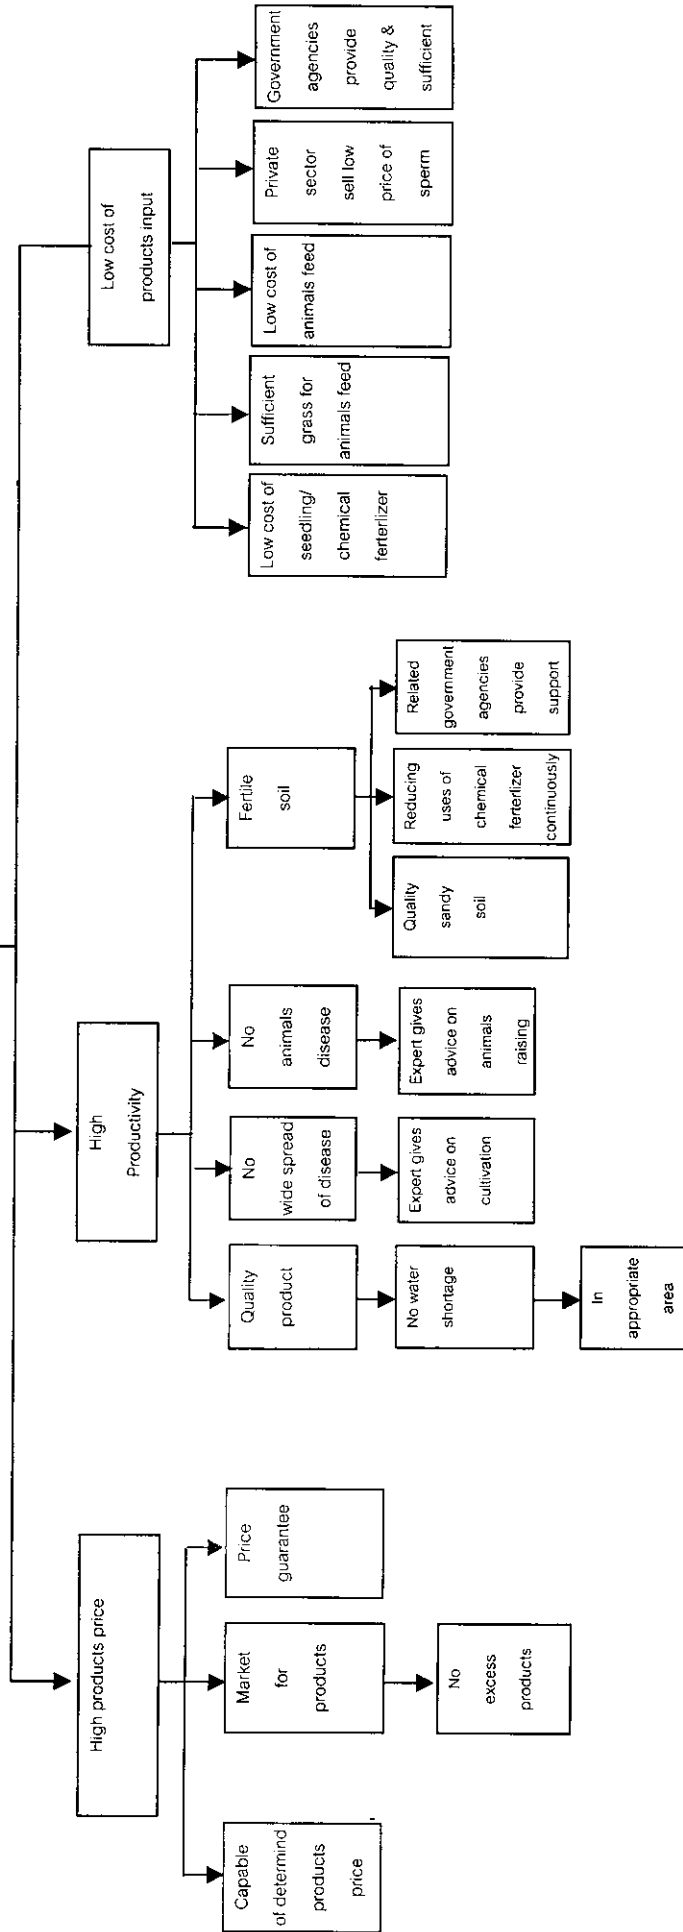 High products price
High
Productivity
Low cost of
products input
Capable
of determind
products
price
Market
for
products
Price
guarantee
Quality
product
No
wide spread
of disease
No
animals
disease
Fertile
soil
Low cost of
seedling/
chemical
ferterlizer
Sufficient
grass for
animals feed
Low cost of
animals feed
Private
sector
sell low
price of
sperm
Government
agencies
provide
quality &
sufficient
No
excess
products
No water
shortage
Expert gives
advice on
cultivation
Expert gives
advice on
animals
raising
Quality
sandy
soil
Reducing
uses of
chemical
ferterlizer
continuously
Related
government
agencies
provide
support
In
appropriate
area